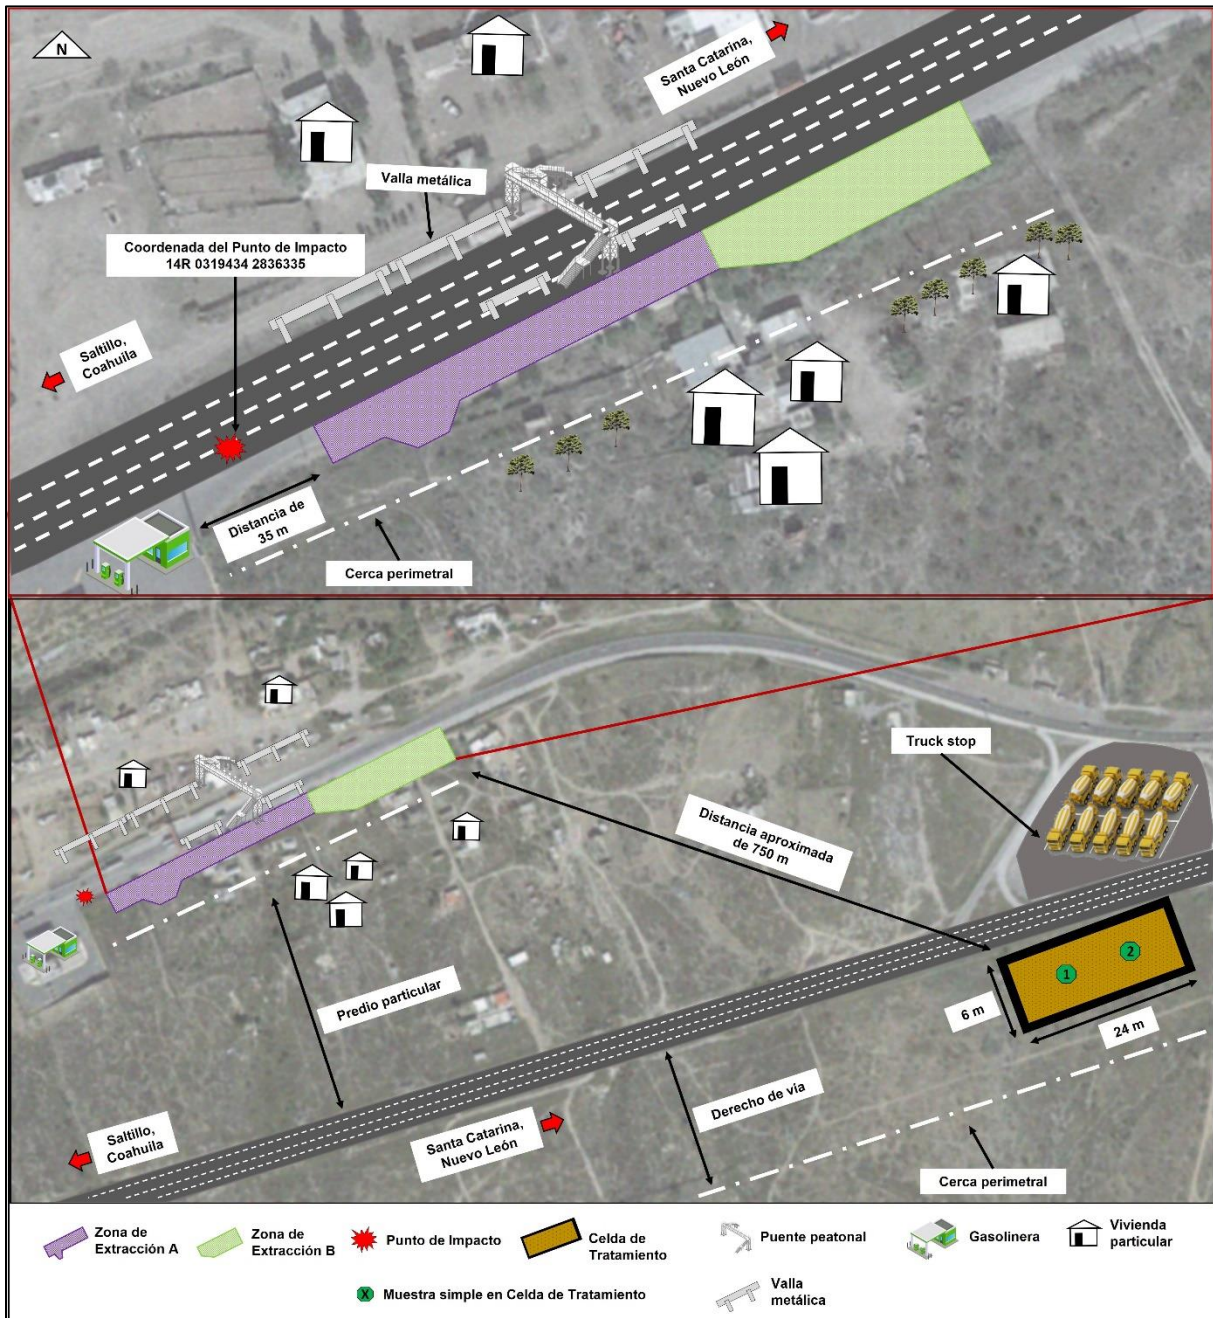 N
Santa Catarina,
Nuevo León
Valla metálica
Coordenada del Punto de Impacto
14R 0319434 2836335
Saltillo,
Coahuila
Distancia de
35 m
Cerca perimetral
Truck stop
Distancia aproximada
de 750 m
1
2
6 m
24 m
Predio particular
Derecho de vía
Saltillo,
Coahuila
Santa Catarina,
Nuevo León
Cerca perimetral
Zona de
Extracción A
Zona de
Extracción B
Punto de Impacto
Celda de
Tratamiento
Puente peatonal
Gasolinera
Vivienda
particular
X
Muestra simple en Celda de Tratamiento
Valla
metálica